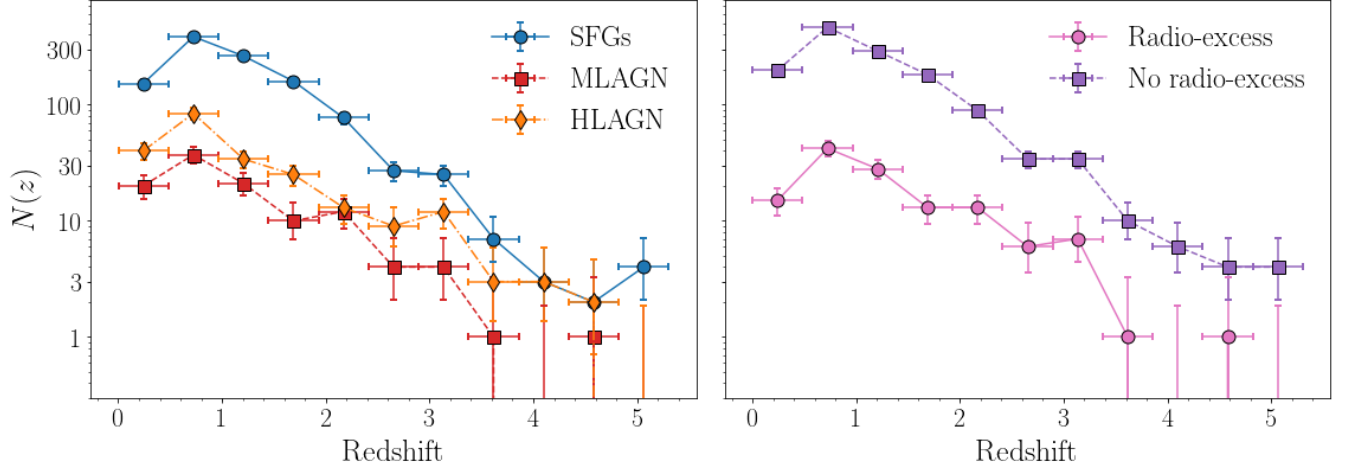 SFGs
MLAGN
HLAGN
N(z)
300
100
30
10
3
1
0 1 2 3 4 5
Redshift
Radio-excess
No radio-excess
0 1 2 3 4 5
Redshift